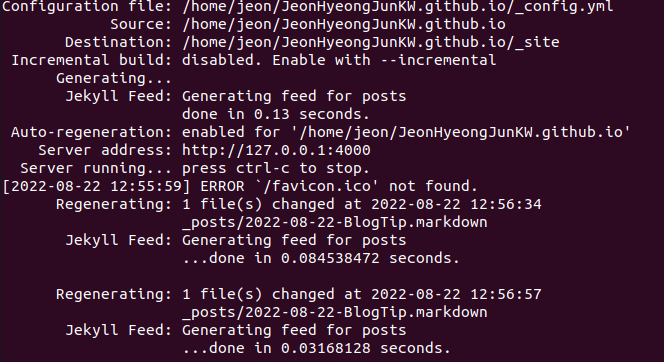 Configuration file: /home/jeon/JeonHyeongJunKW.github.io/_config.yml
Source: /home/jeon/JeonHyeongJunKW.github.io
Destination: /home/jeon/JeonHyeongJunKW.github.io/_site
Incremental build: disabled. Enable with --incremental
Generating...
Jekyll Feed: Generating feed for posts
done in 0.13 seconds.
Auto-regeneration: enabled for '/home/jeon/JeonHyeongJunKW.github.io'
Server address: http://127.0.0.1:4000
Server running... press ctrl-c to stop.
[2022-08-22 12:55:59] ERROR `/favicon.ico' not found.
Regenerating: 1 file(s) changed at 2022-08-22 12:56:34
_posts/2022-08-22-BlogTip.markdown
Jekyll Feed: Generating feed for posts
...done in 0.084538472 seconds.
Regenerating: 1 file(s) changed at 2022-08-22 12:56:57
_posts/2022-08-22-BlogTip.markdown
Jekyll Feed: Generating feed for posts
...done in 0.03168128 seconds.